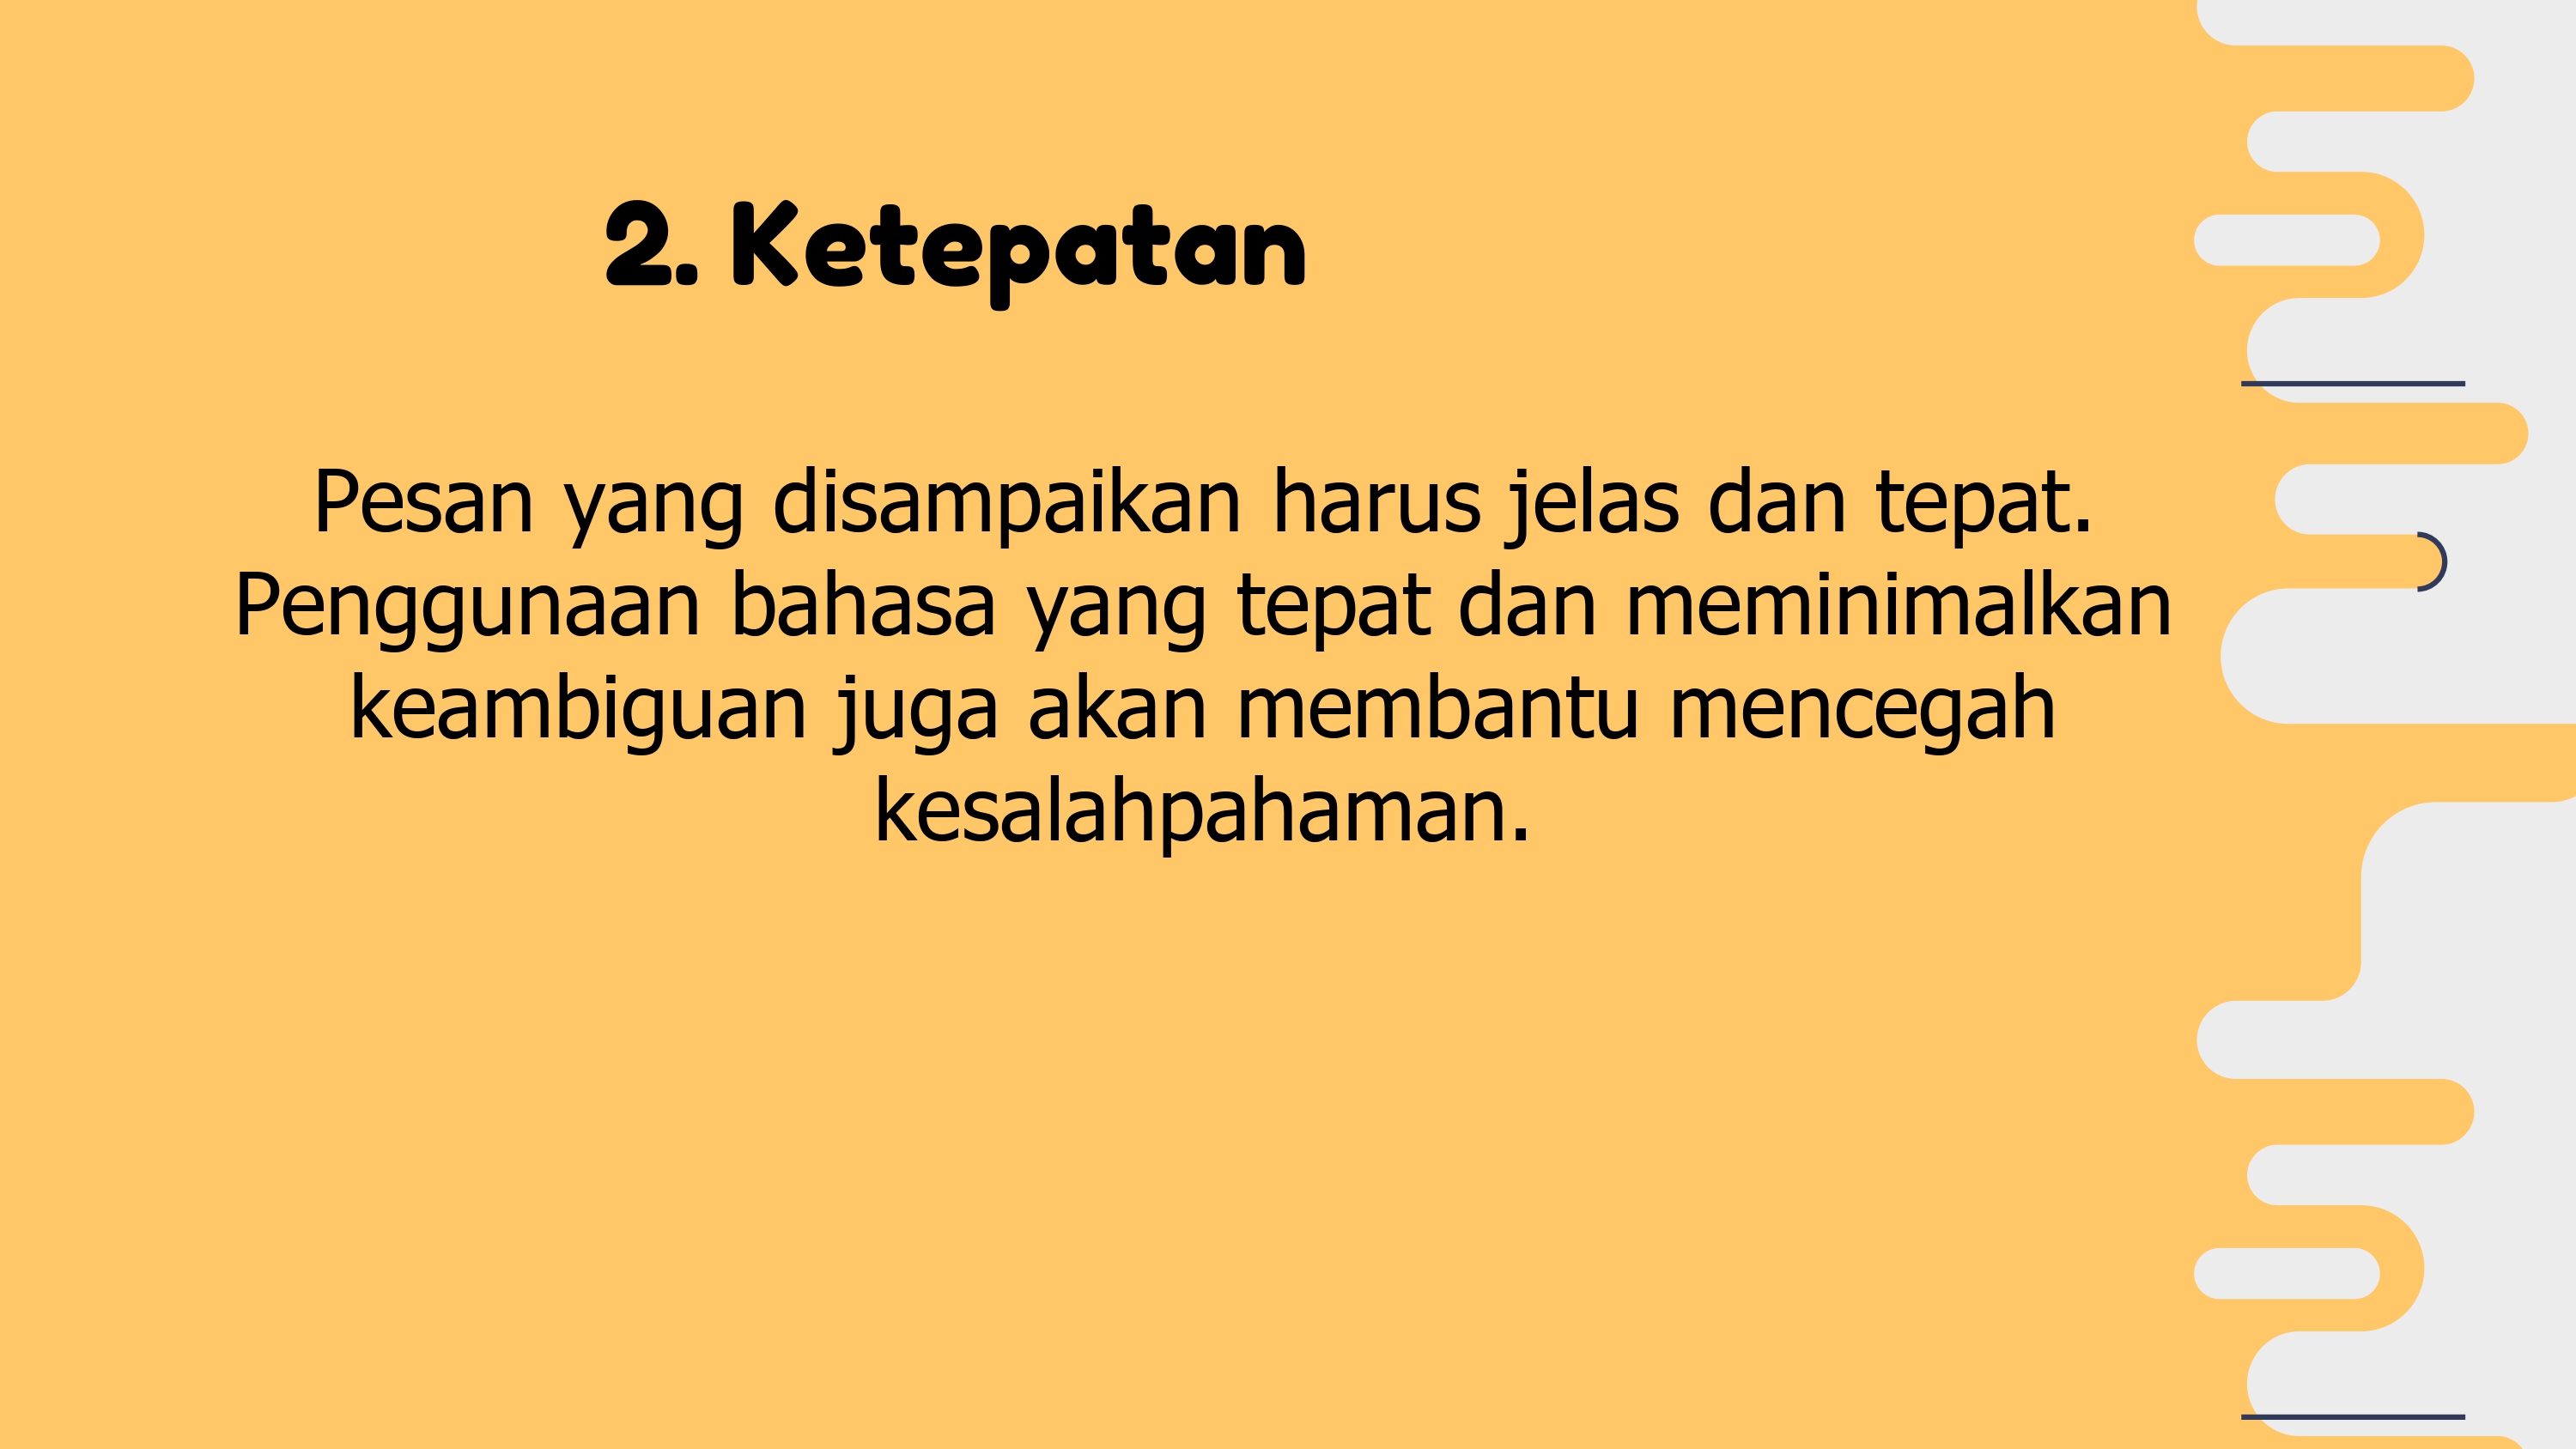 2. Ketepatan
Pesan yang disampaikan harus jelas dan tepat.
Penggunaan bahasa yang tepat dan meminimalkan
keambiguan juga akan membantu mencegah
kesalahpahaman.